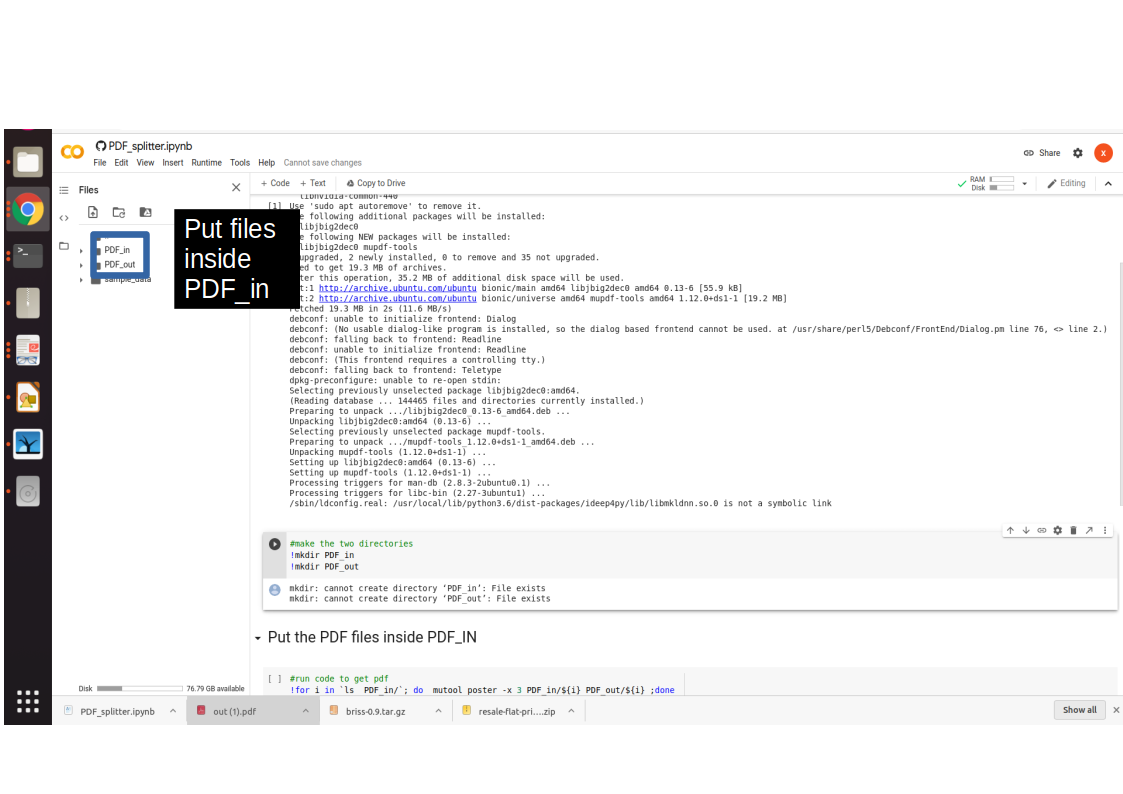 PDF_splitter.ipynb
File Edit View Insert Runtime Tools Help Cannot save changes
Share
X
Files
+ Code + Text Copy to Drive
RAM
Disk
Editing
PDF_in
PDF_out
sample_data
Put files
inside
PDF_in
libnvidia-common-440
[1] Use 'sudo apt autoremove' to remove it.
e following additional packages will be installed:
libjbig2dec0
e following NEW packages will be installed:
libjbig2dec0 mupdf-tools
upgraded, 2 newly installed, 0 to remove and 35 not upgraded.
ed to get 19.3 MB of archives.
ter this operation, 35.2 MB of additional disk space will be used.
t:1 http://archive.ubuntu.com/ubuntu bionic/main amd64 libjbig2dec0 amd64 0.13-6 [55.9 kB]
t:2 http://archive.ubuntu.com/ubuntu bionic/universe amd64 mupdf-tools amd64 1.12.0+ds1-1 [19.2 MB]
Fetched 19.3 MB in 2s (11.6 MB/s)
debconf: unable to initialize frontend: Dialog
debconf: (No usable dialog-like program is installed, so the dialog based frontend cannot be used. at /usr/share/perl5/Debconf/FrontEnd/Dialog.pm line 76, <> line 2.)
debconf: falling back to frontend: Readline
debconf: unable to initialize frontend: Readline
debconf: (This frontend requires a controlling tty.)
debconf: falling back to frontend: Teletype
dpkg-preconfigure: unable to re-open stdin:
Selecting previously unselected package libjbig2dec0:amd64.
(Reading database ... 144465 files and directories currently installed.)
Preparing to unpack .../libjbig2dec0_0.13-6_amd64.deb ...
Unpacking libjbig2dec0:amd64 (0.13-6) ...
Selecting previously unselected package mupdf-tools.
Preparing to unpack .../mupdf-tools_1.12.0+ds1-1_amd64.deb ...
Unpacking mupdf-tools (1.12.0+ds1-1) ...
Setting up libjbig2dec0:amd64 (0.13-6) ...
Setting up mupdf-tools (1.12.0+ds1-1) ...
Processing triggers for man-db (2.8.3-2ubuntu0.1) ...
Processing triggers for libc-bin (2.27-3ubuntu1) ...
/sbin/ldconfig.real: /usr/local/lib/python3.6/dist-packages/ideep4py/lib/libmkldnn.so.0 is not a symbolic link
#make the two directories
!mkdir PDF_in
!mkdir PDF_out
mkdir: cannot create directory ‘PDF_in’: File exists
mkdir: cannot create directory ‘PDF_out’: File exists
Put the PDF files inside PDF_IN
[ ] #run code to get pdf
!for i in `ls PDF_in/`; do mutool poster -x 3 PDF_in/${i} PDF_out/${i} ;done
Disk 76.79 GB available
PDF_splitter.ipynb out (1).pdf briss-0.9.tar.gz resale-flat-pri....zip Show all